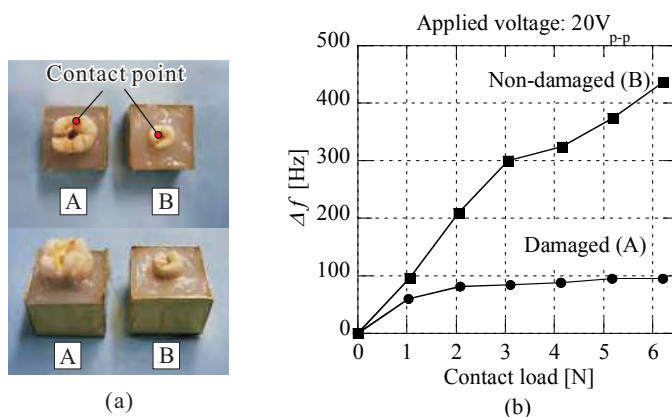 Contact point
A
B
A
B
(a)
Applied voltage: 20V p-p
500
400
300
200
100
0
Δf [Hz]
Non-damaged (B)
Damaged (A)
0 1 2 3 4 5 6
Contact load [N]
(b)